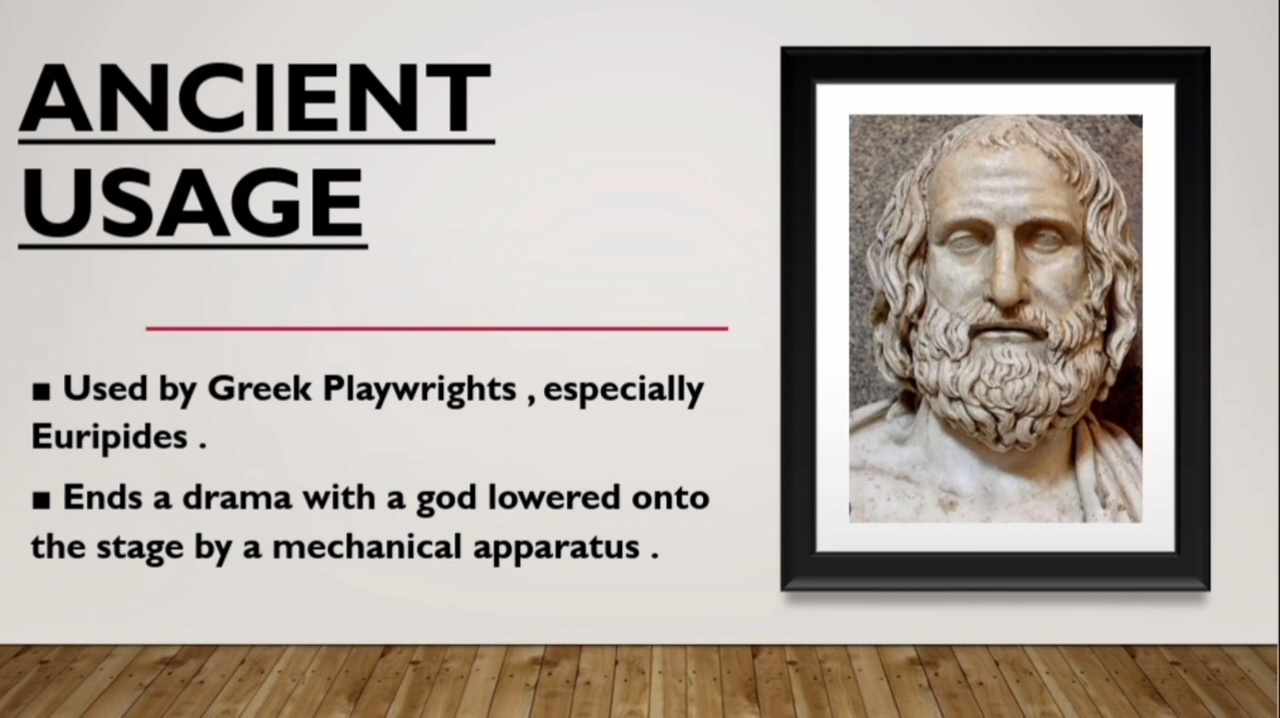 ANCIENT
USAGE
▪ Used by Greek Playwrights , especially
Euripides .
▪ Ends a drama with a god lowered onto
the stage by a mechanical apparatus .